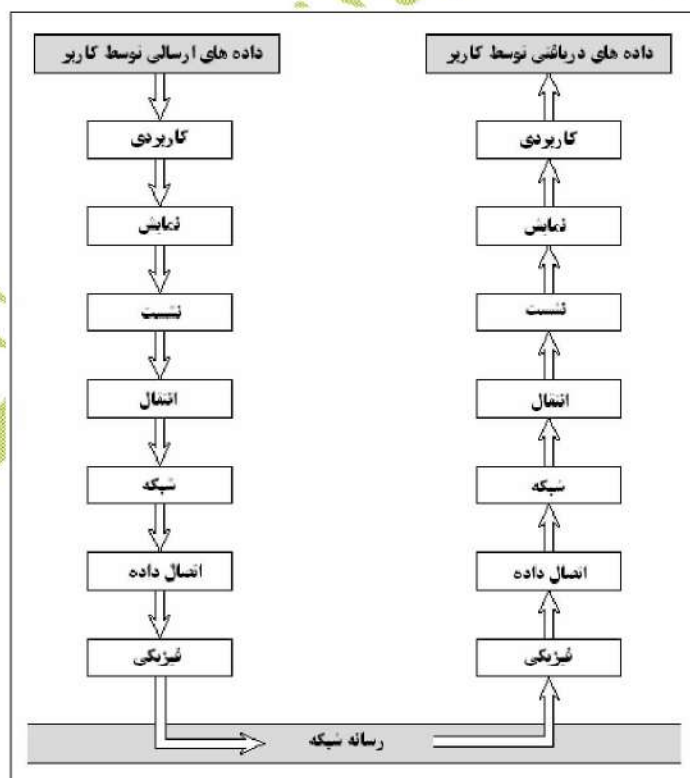 داده های ارسالی توسط کاربر
کاربردی
نمایش
نشست
انتقال
شبکه
اتصال داده
فیزیکی
داده های دریافتی توسط کاربر
کاربردی
نمایش
نشست
انتقال
شبکه
اتصال داده
فیزیکی
رسانه شبکه